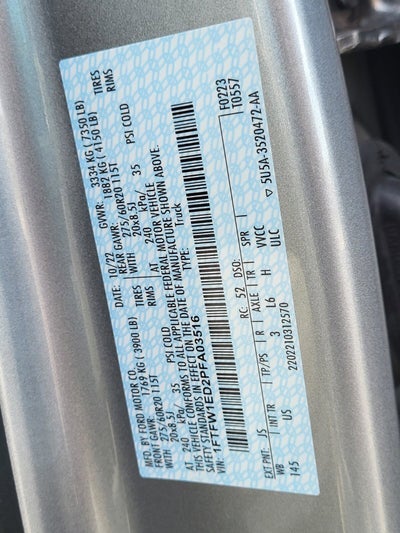 MFD. BY FORD MOTOR CO.
DATE: 10/22 GVWR: 3334 KG ( 7350 LB)
FRONT GAWR: 1769 KG ( 3900 LB) REAR GAWR: 1882 KG ( 4150 LB)
WITH 275/60R20 115T WITH 275/60R20 115T TIRES
20x8.5J 20x8.5J RIMS
AT 240 kPa/ 35 PSI COLD AT 240 kPa/ 35 PSI COLD
THIS VEHICLE CONFORMS TO ALL APPLICABLE FEDERAL MOTOR VEHICLE
SAFETY STANDARDS IN EFFECT ON THE DATE OF MANUFACTURE SHOWN ABOVE.
VIN: 1FTFW1ED2PFA03516 TYPE: Truck
F0223
T0557
EXT PNT: JS RC: 52 DSO:
WB INT TR TP/PS R AXLE TR SPR
145 US 3 L6 H VVCC
ULC
2202210312570
▽ 5U5A-3520472-AA